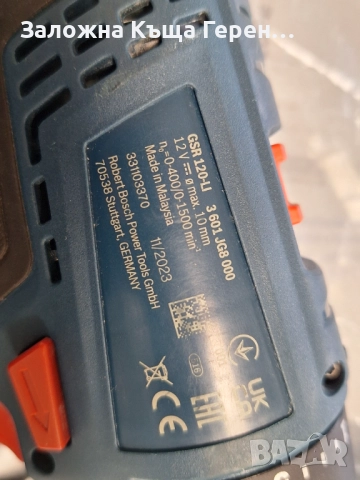 Заложна Къща Герен...
GSR 120-LI 3 601 JG8 000
12 V ⎓ ø max. 10 mm
n₀ = 0-400/0-1500 min⁻¹
Made in Malaysia
331103370 11/2023
Robert Bosch Power Tools GmbH
70538 Stuttgart, GERMANY
UK
CA
CE
EAC
BAZAR